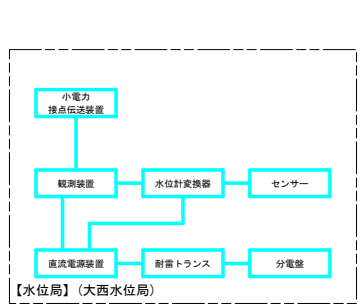 小電力
接点伝送装置
観測装置
水位計変換器
センサー
直流電源装置
耐雷トランス
分電盤
【水位局】（大西水位局）